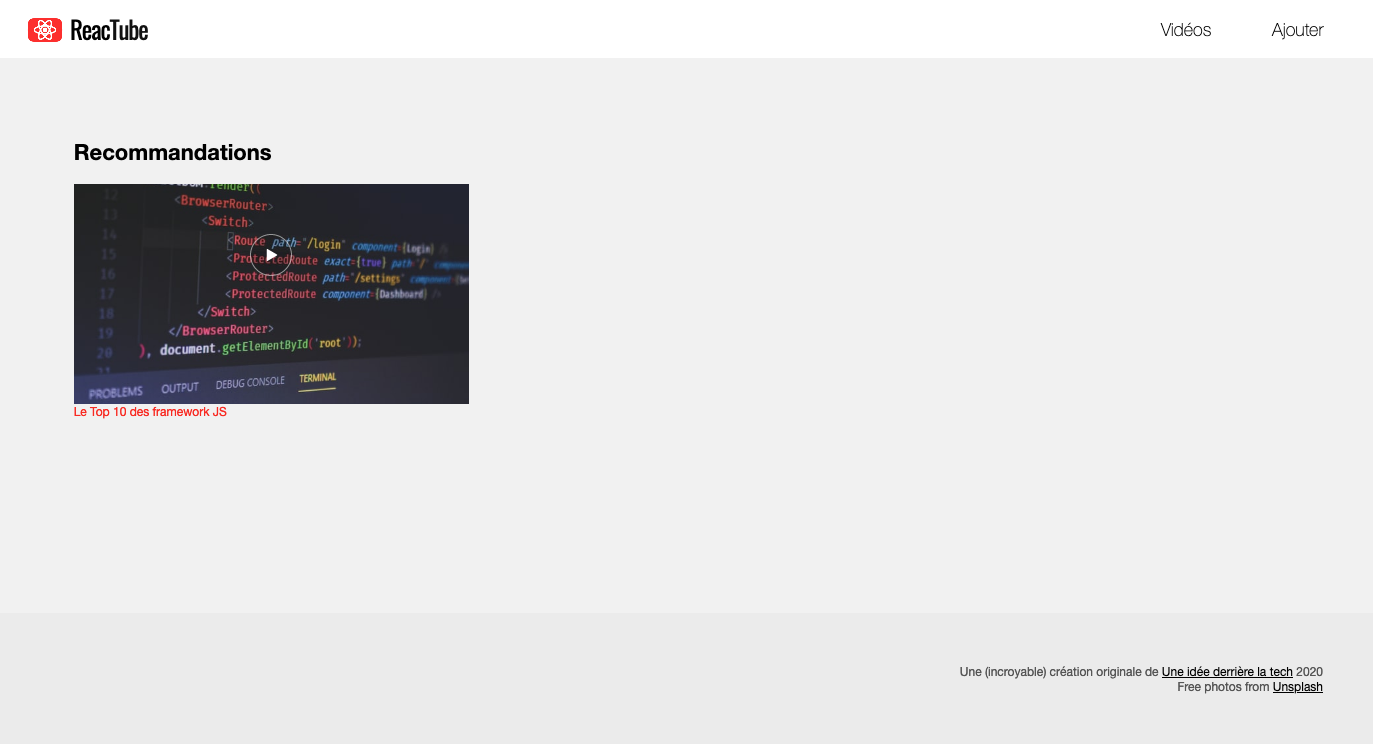 ReacTube Vidéos Ajouter
Recommandations
12 .render((
13 <BrowserRouter>
14 <Switch>
<Route path="/login" component={Login} />
15 <ProtectedRoute exact={true} path="/"
16 <ProtectedRoute path="/settings" component=
17 <ProtectedRoute component={Dashboard} />
18 </Switch>
19 </BrowserRouter>
20 ), document.getElementById('root'));
21
PROBLEMS OUTPUT DEBUG CONSOLE TERMINAL
Le Top 10 des framework JS
Une (incroyable) création originale de Une idée derrière la tech 2020
Free photos from Unsplash